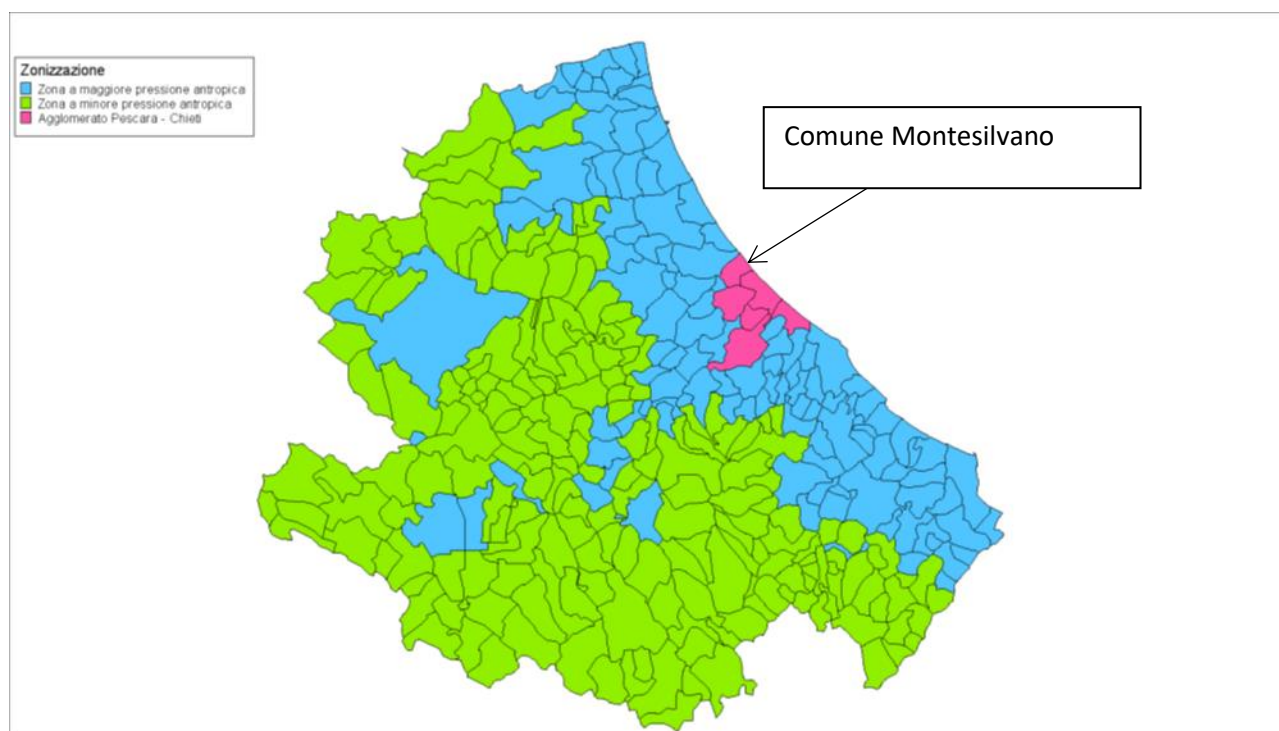 Zonizzazione
Zona a maggiore pressione antropica
Zona a minore pressione antropica
Agglomerato Pescara - Chieti
Comune Montesilvano